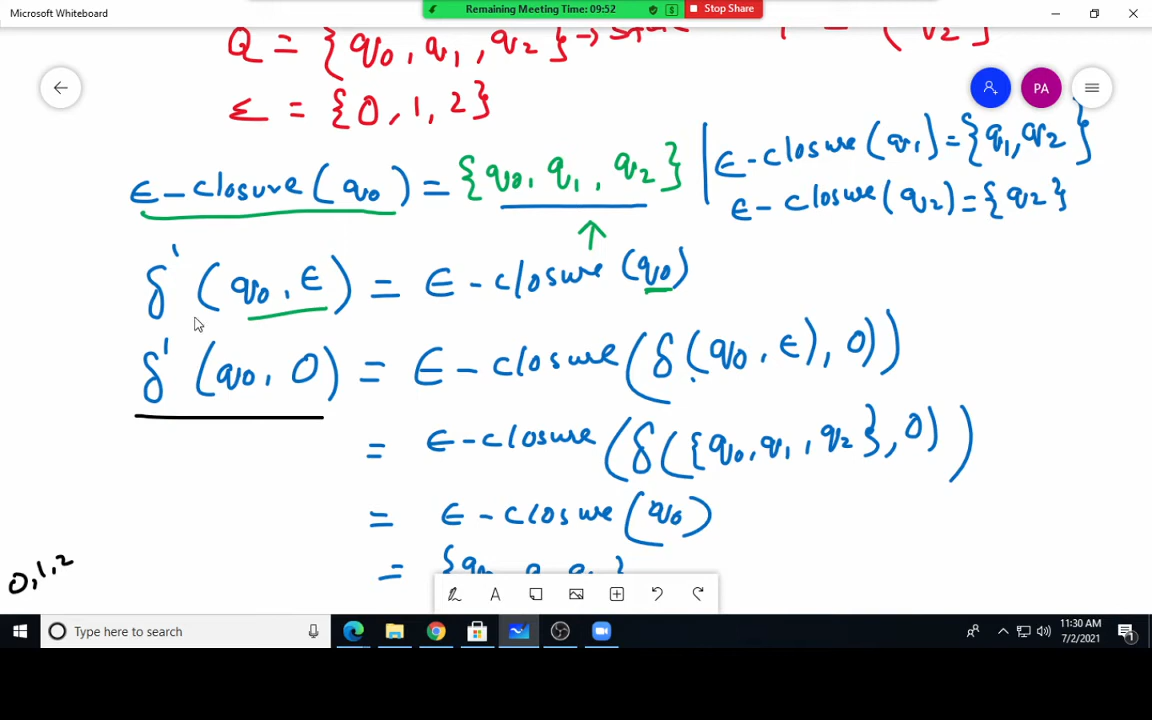 Remaining Meeting Time: 09:52 Stop Share
Microsoft Whiteboard
Q = {q0, q1, q2} →
Σ = {0, 1, 2}
PA
ϵ-closure(q0) = {q0, q1, q2}
ϵ-closure(q1) = {q1, q2}
ϵ-closure(q2) = {q2}
δ'(q0, ϵ) = ϵ-closure(q0)
δ'(q0, 0) = ϵ-closure(δ(q0, ϵ), 0))
= ϵ-closure(δ({q0, q1, q2}, 0))
= ϵ-closure(q0)
0,1,2
A
Type here to search
11:30 AM
7/2/2021
1